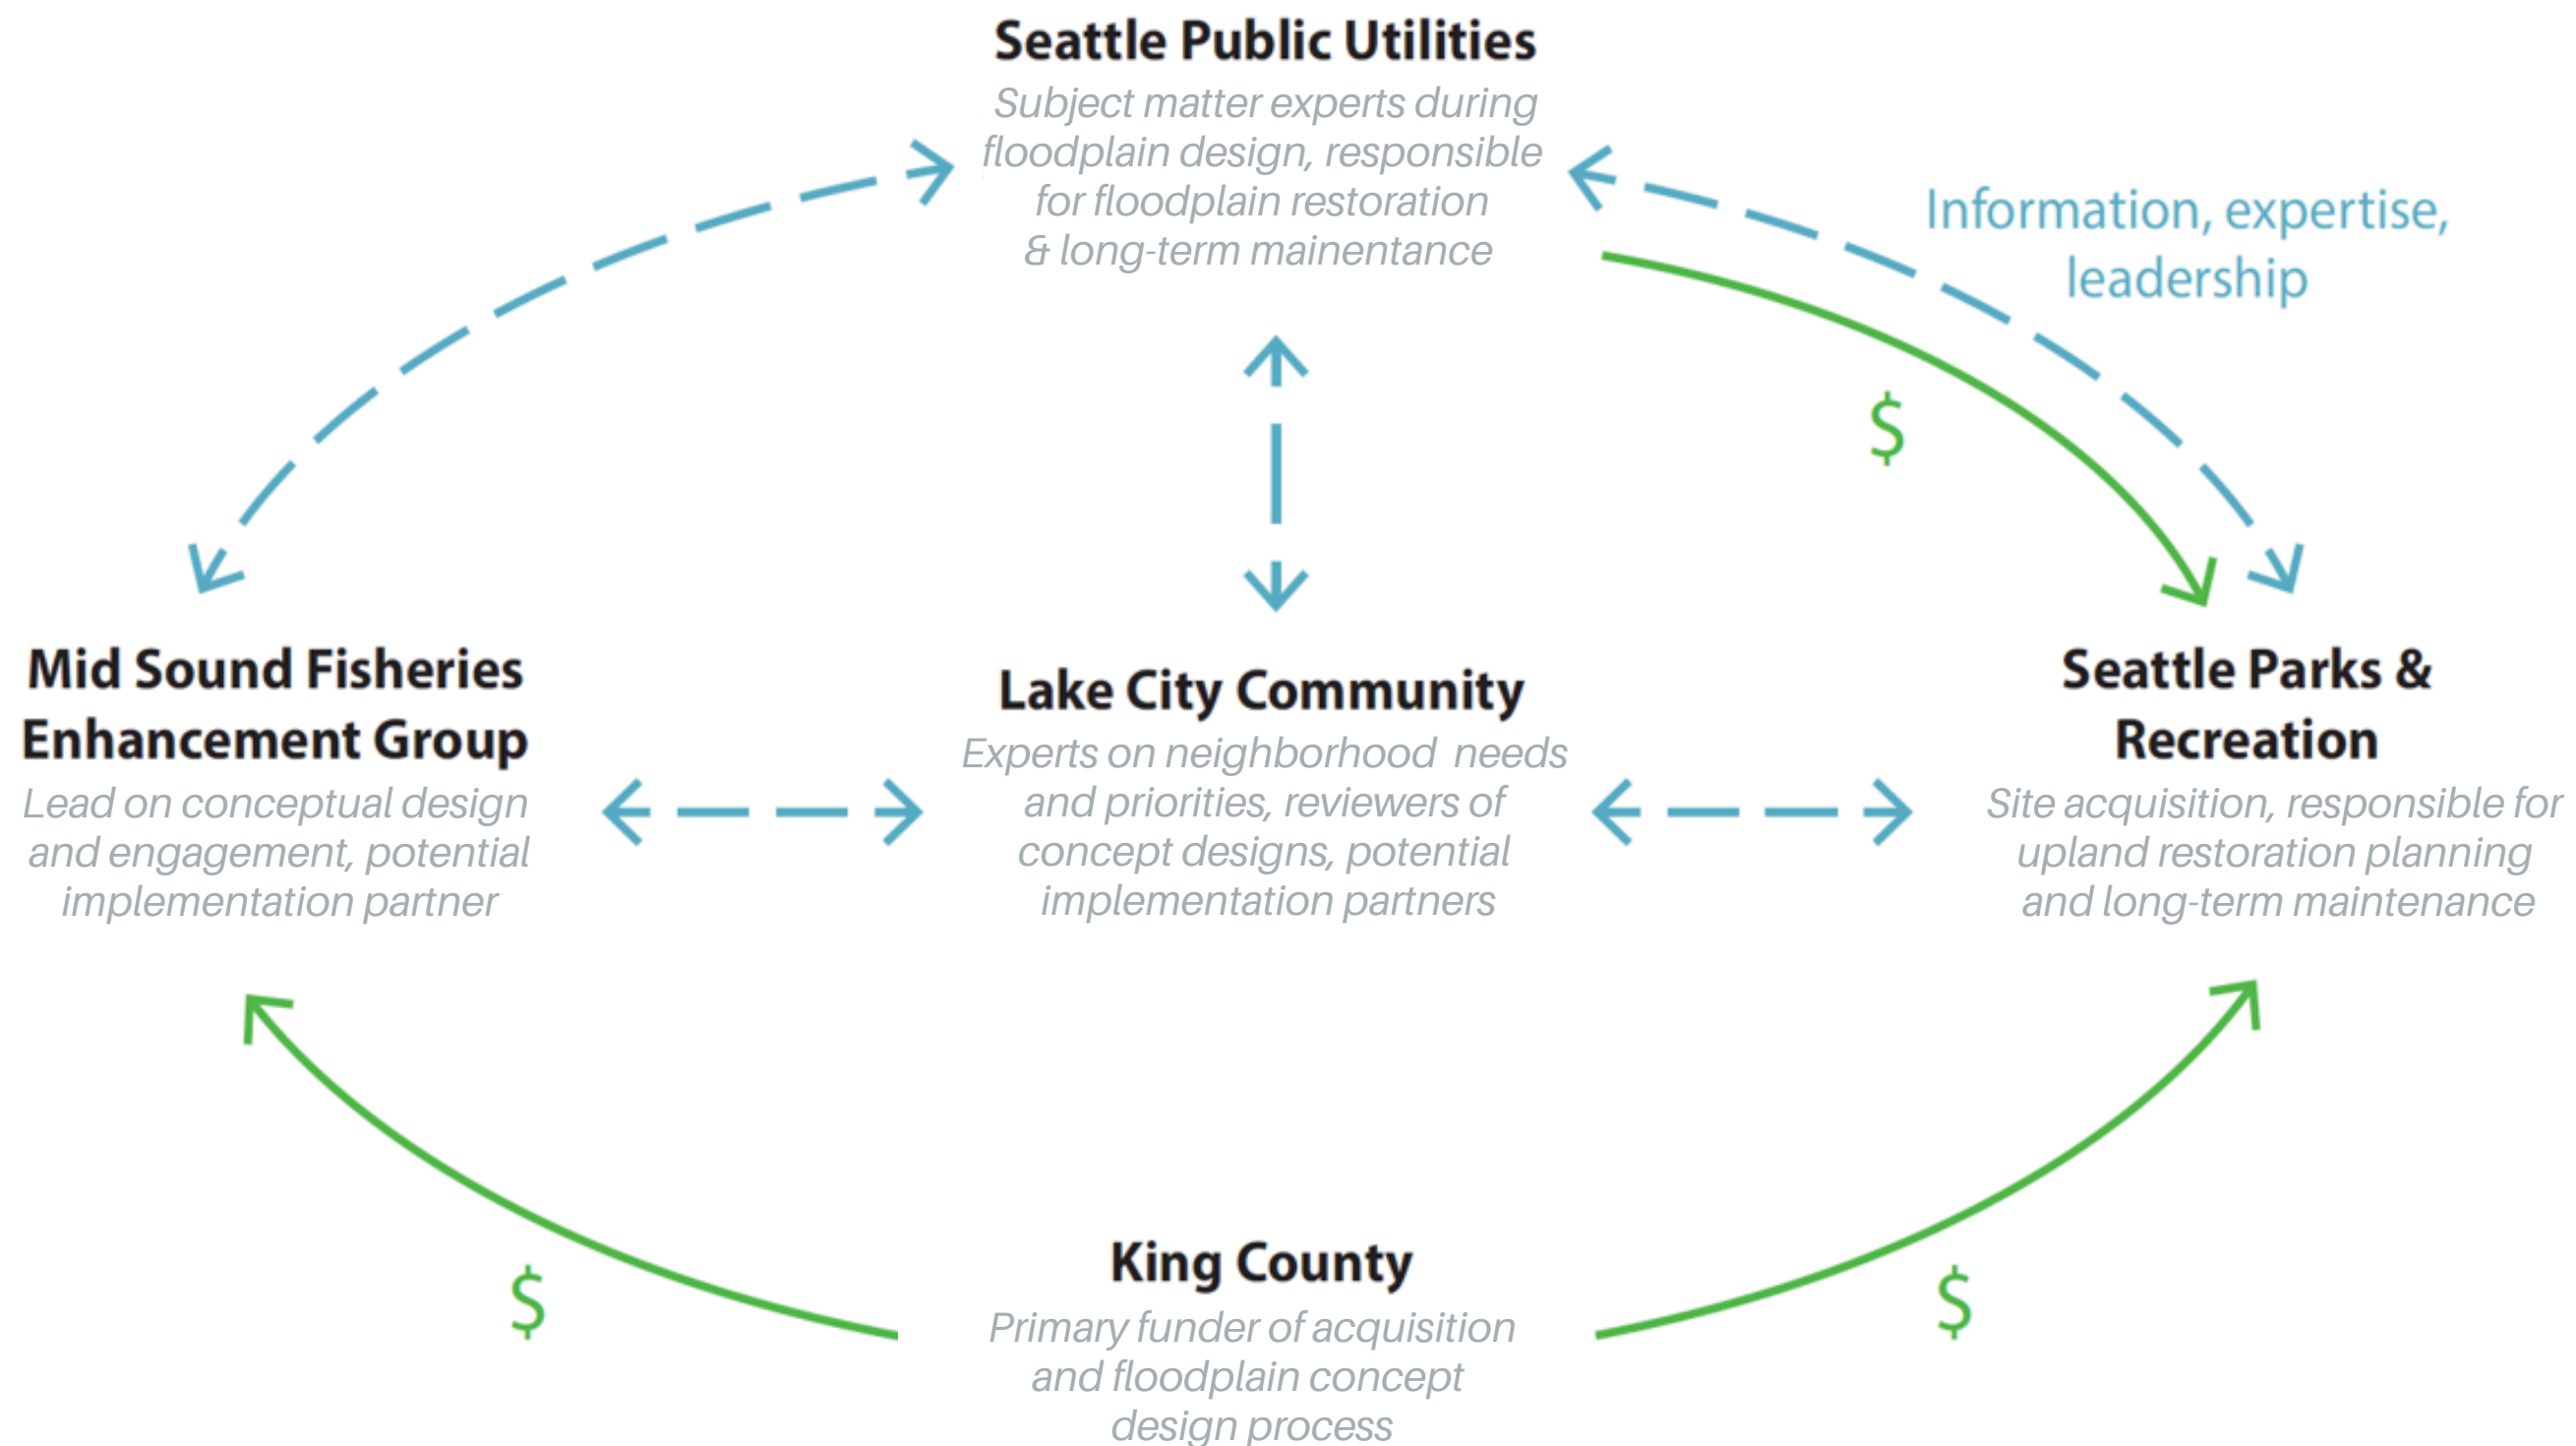 Seattle Public Utilities
Subject matter experts during
floodplain design, responsible
for floodplain restoration
& long-term mainentance
Information, expertise,
leadership
$
Mid Sound Fisheries
Enhancement Group
Lead on conceptual design
and engagement, potential
implementation partner
Lake City Community
Experts on neighborhood needs
and priorities, reviewers of
concept designs, potential
implementation partners
Seattle Parks &
Recreation
Site acquisition, responsible for
upland restoration planning
and long-term maintenance
$
King County
Primary funder of acquisition
and floodplain concept
design process
$